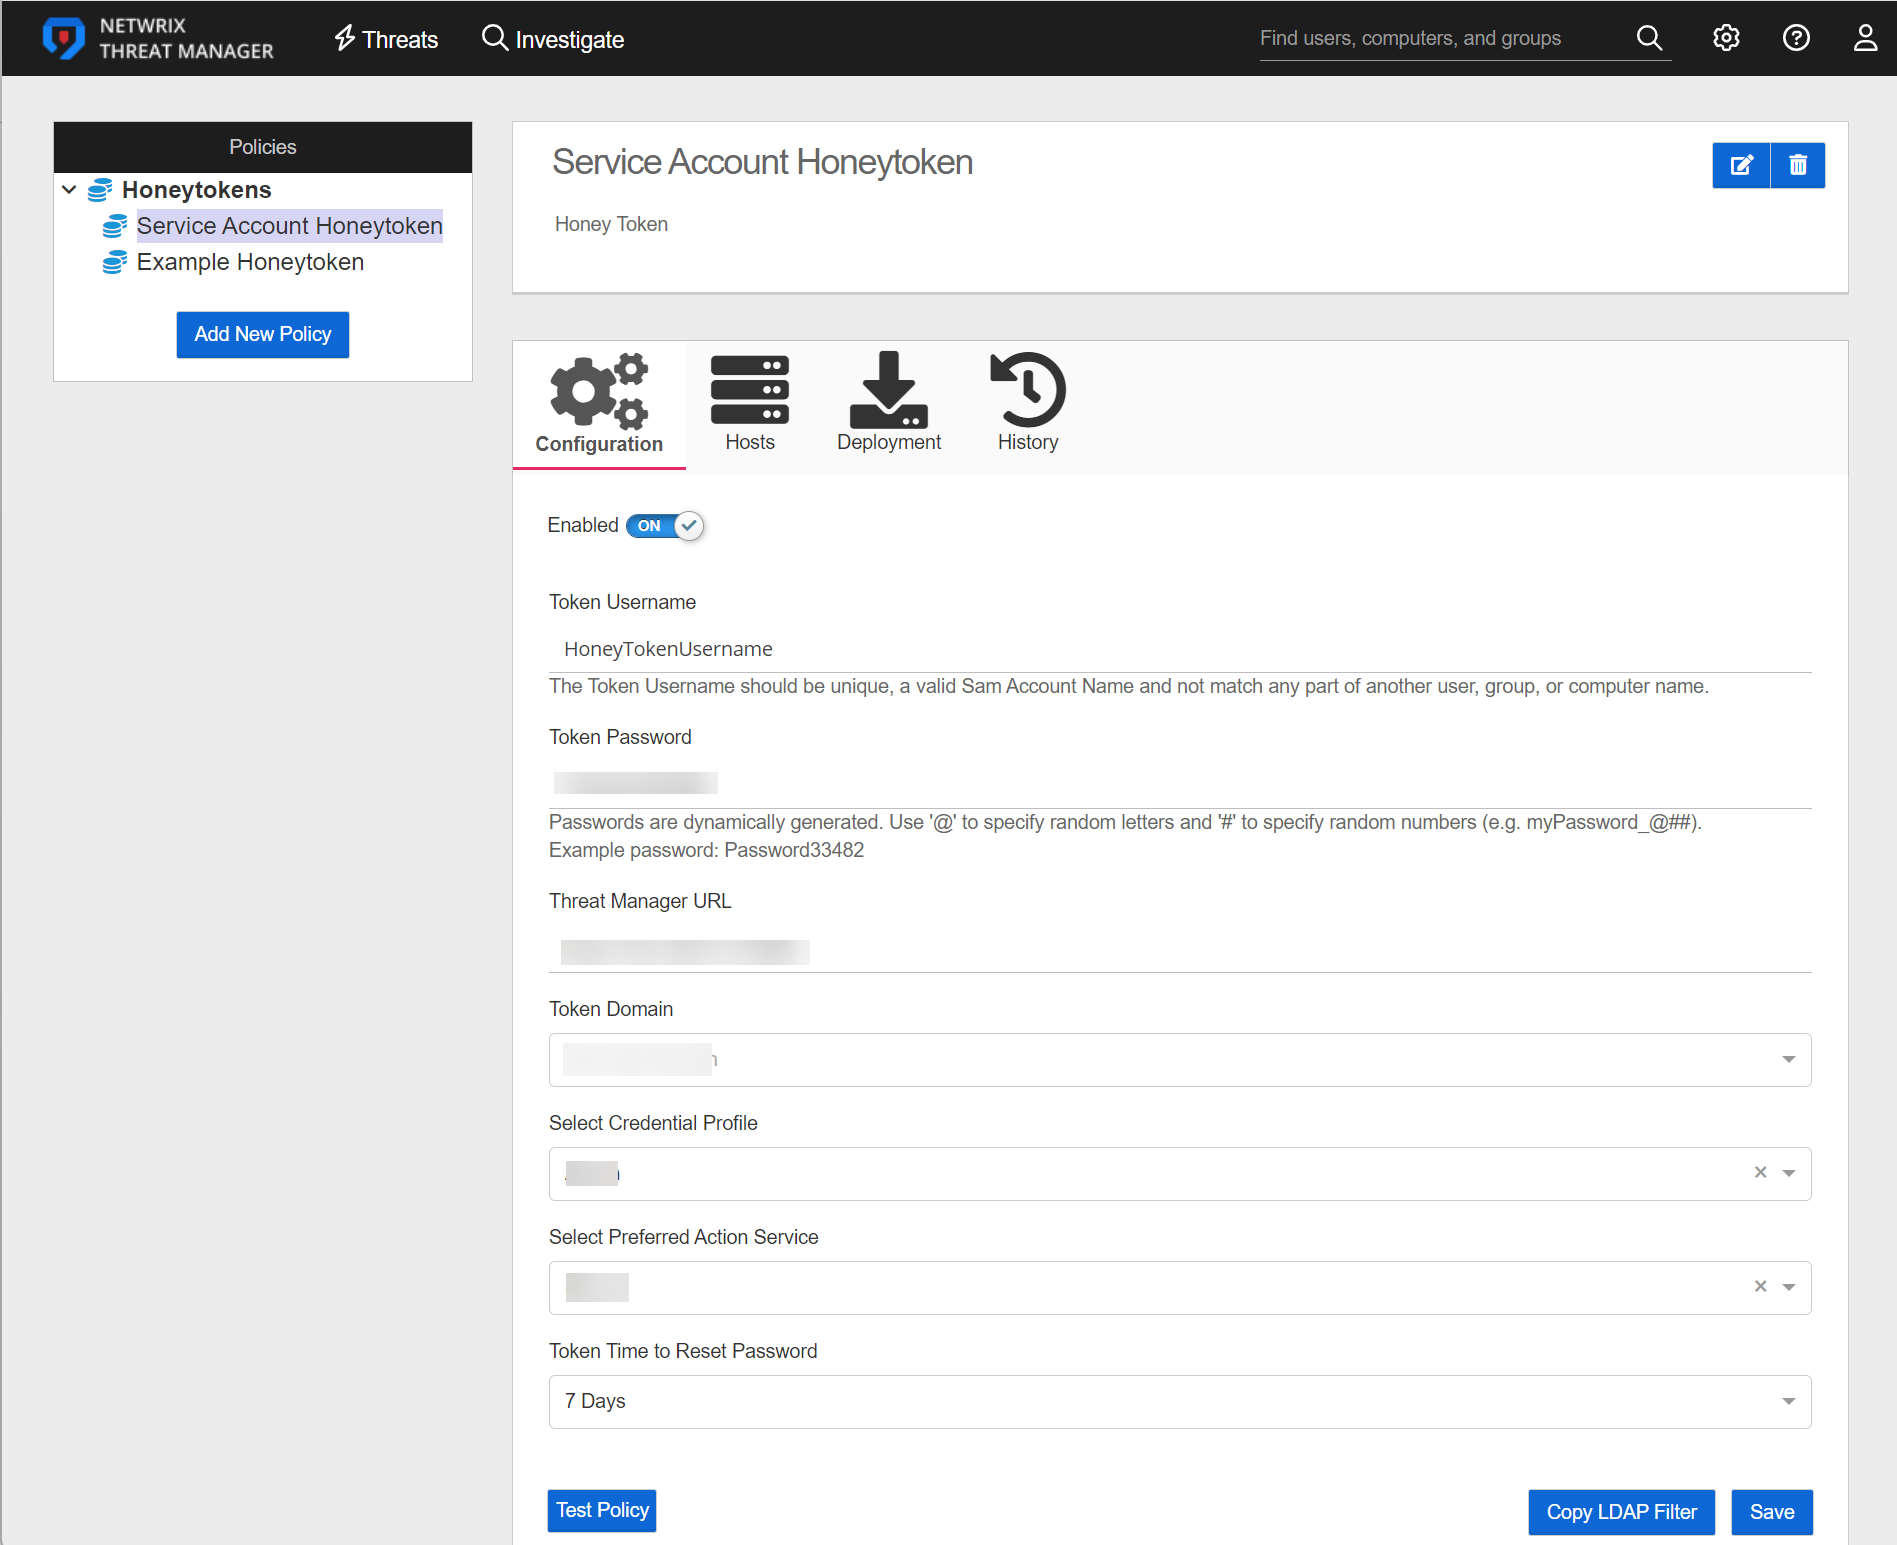 NETWRIX
THREAT MANAGER
Threats
Investigate
Find users, computers, and groups
Policies
Honeytokens
Service Account Honeytoken
Example Honeytoken
Add New Policy
Service Account Honeytoken
Honey Token
Configuration
Hosts
Deployment
History
Enabled ON
Token Username
HoneyTokenUsername
The Token Username should be unique, a valid Sam Account Name and not match any part of another user, group, or computer name.
Token Password
Passwords are dynamically generated. Use '@' to specify random letters and '#' to specify random numbers (e.g. myPassword_@##).
Example password: Password33482
Threat Manager URL
Token Domain
Select Credential Profile
Select Preferred Action Service
Token Time to Reset Password
7 Days
Test Policy
Copy LDAP Filter
Save